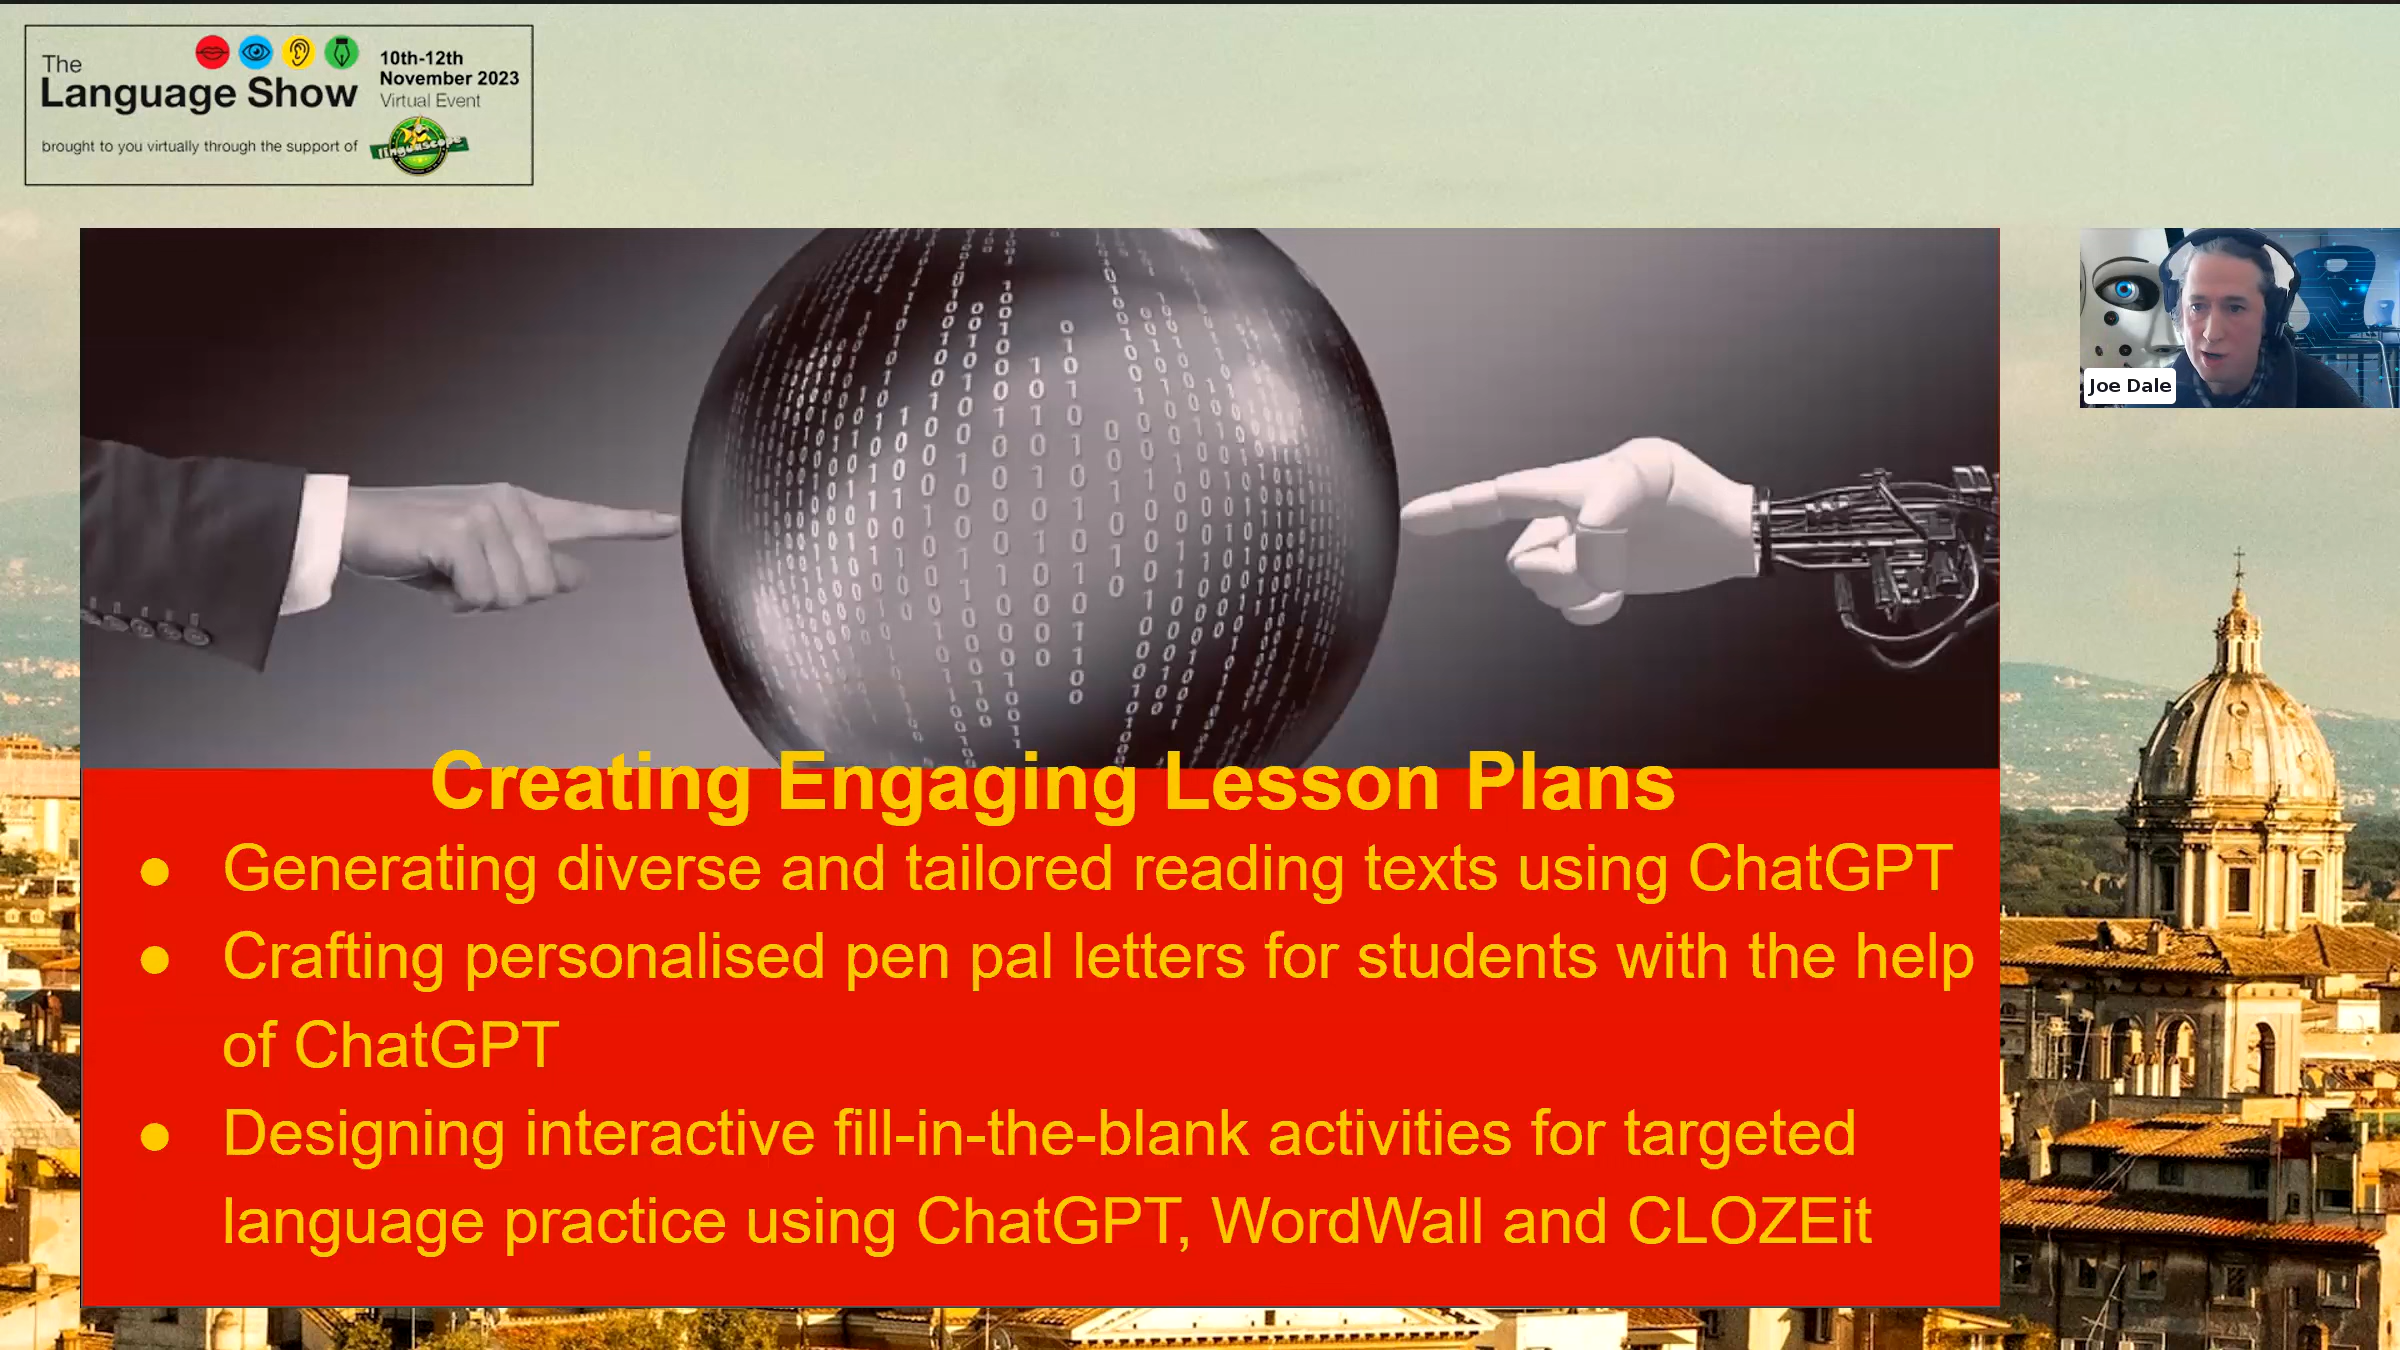 The
Language Show
10th-12th
November 2023
Virtual Event
brought to you virtually through the support of
linguascope
Joe Dale
Creating Engaging Lesson Plans
● Generating diverse and tailored reading texts using ChatGPT
● Crafting personalised pen pal letters for students with the help
of ChatGPT
● Designing interactive fill-in-the-blank activities for targeted
language practice using ChatGPT, WordWall and CLOZEit